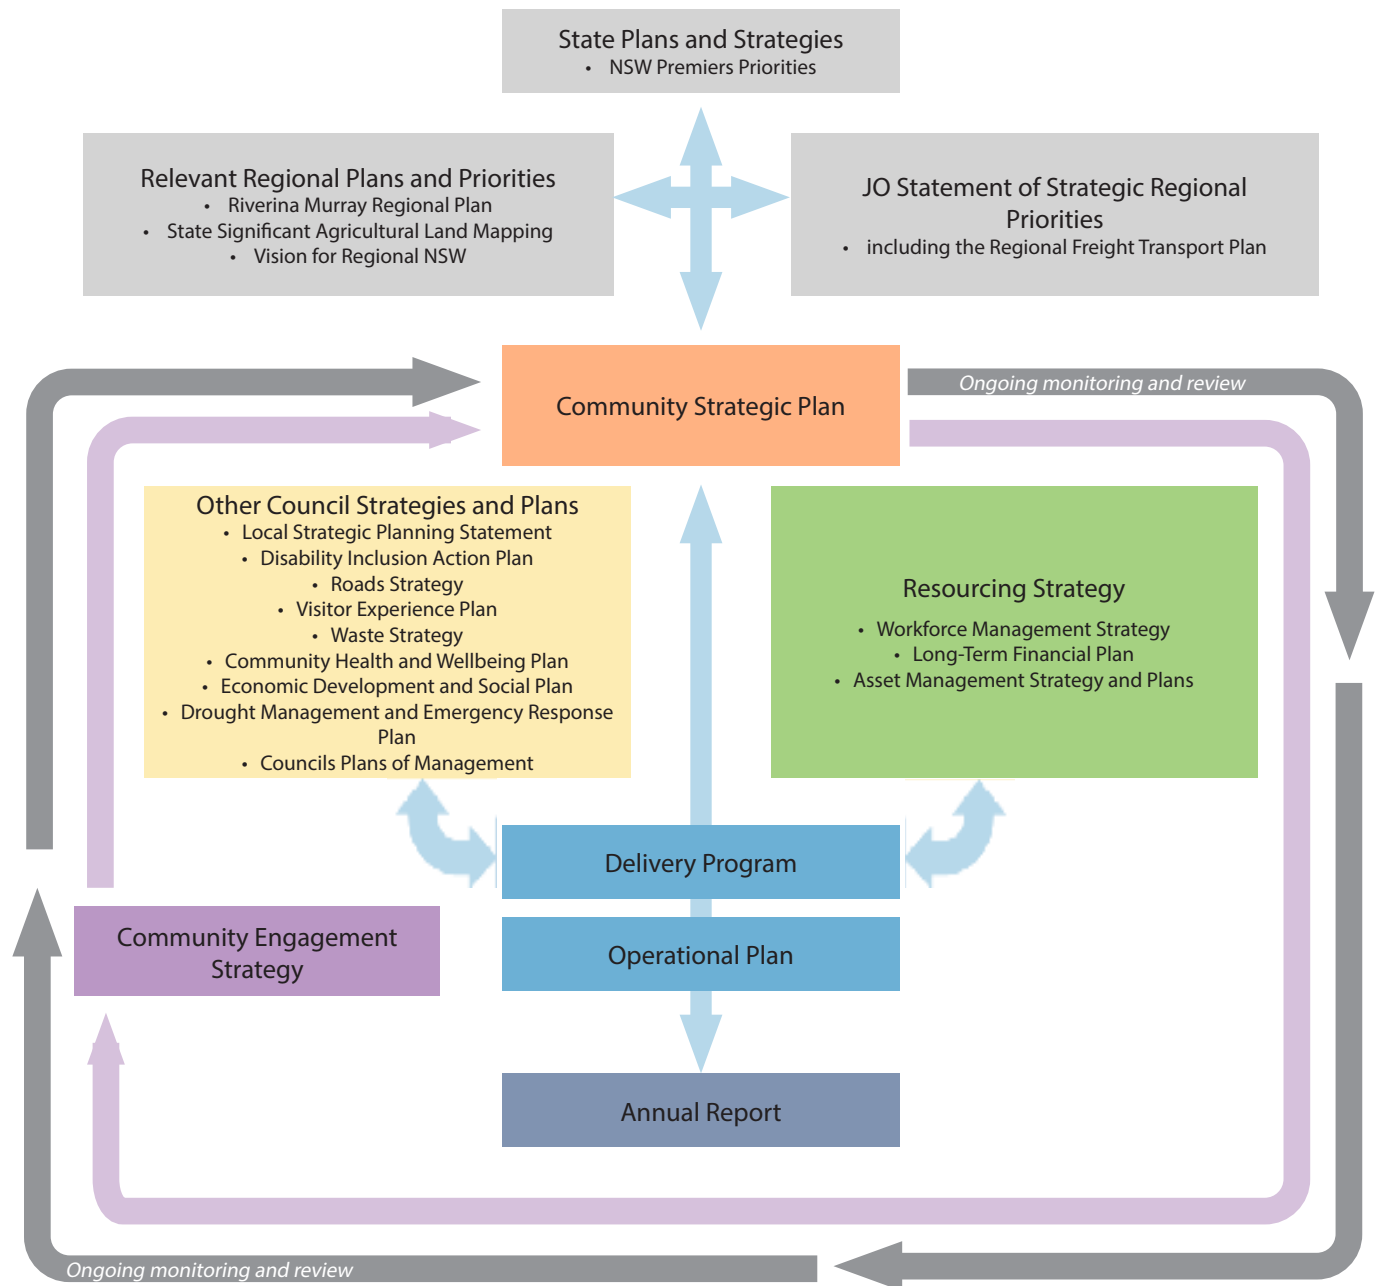 State Plans and Strategies
• NSW Premiers Priorities
Relevant Regional Plans and Priorities
• Riverina Murray Regional Plan
• State Significant Agricultural Land Mapping
• Vision for Regional NSW
JO Statement of Strategic Regional
Priorities
• including the Regional Freight Transport Plan
Community Strategic Plan
Ongoing monitoring and review
Other Council Strategies and Plans
• Local Strategic Planning Statement
• Disability Inclusion Action Plan
• Roads Strategy
• Visitor Experience Plan
• Waste Strategy
• Community Health and Wellbeing Plan
• Economic Development and Social Plan
• Drought Management and Emergency Response
Plan
• Councils Plans of Management
Resourcing Strategy
• Workforce Management Strategy
• Long-Term Financial Plan
• Asset Management Strategy and Plans
Delivery Program
Community Engagement
Strategy
Operational Plan
Annual Report
Ongoing monitoring and review